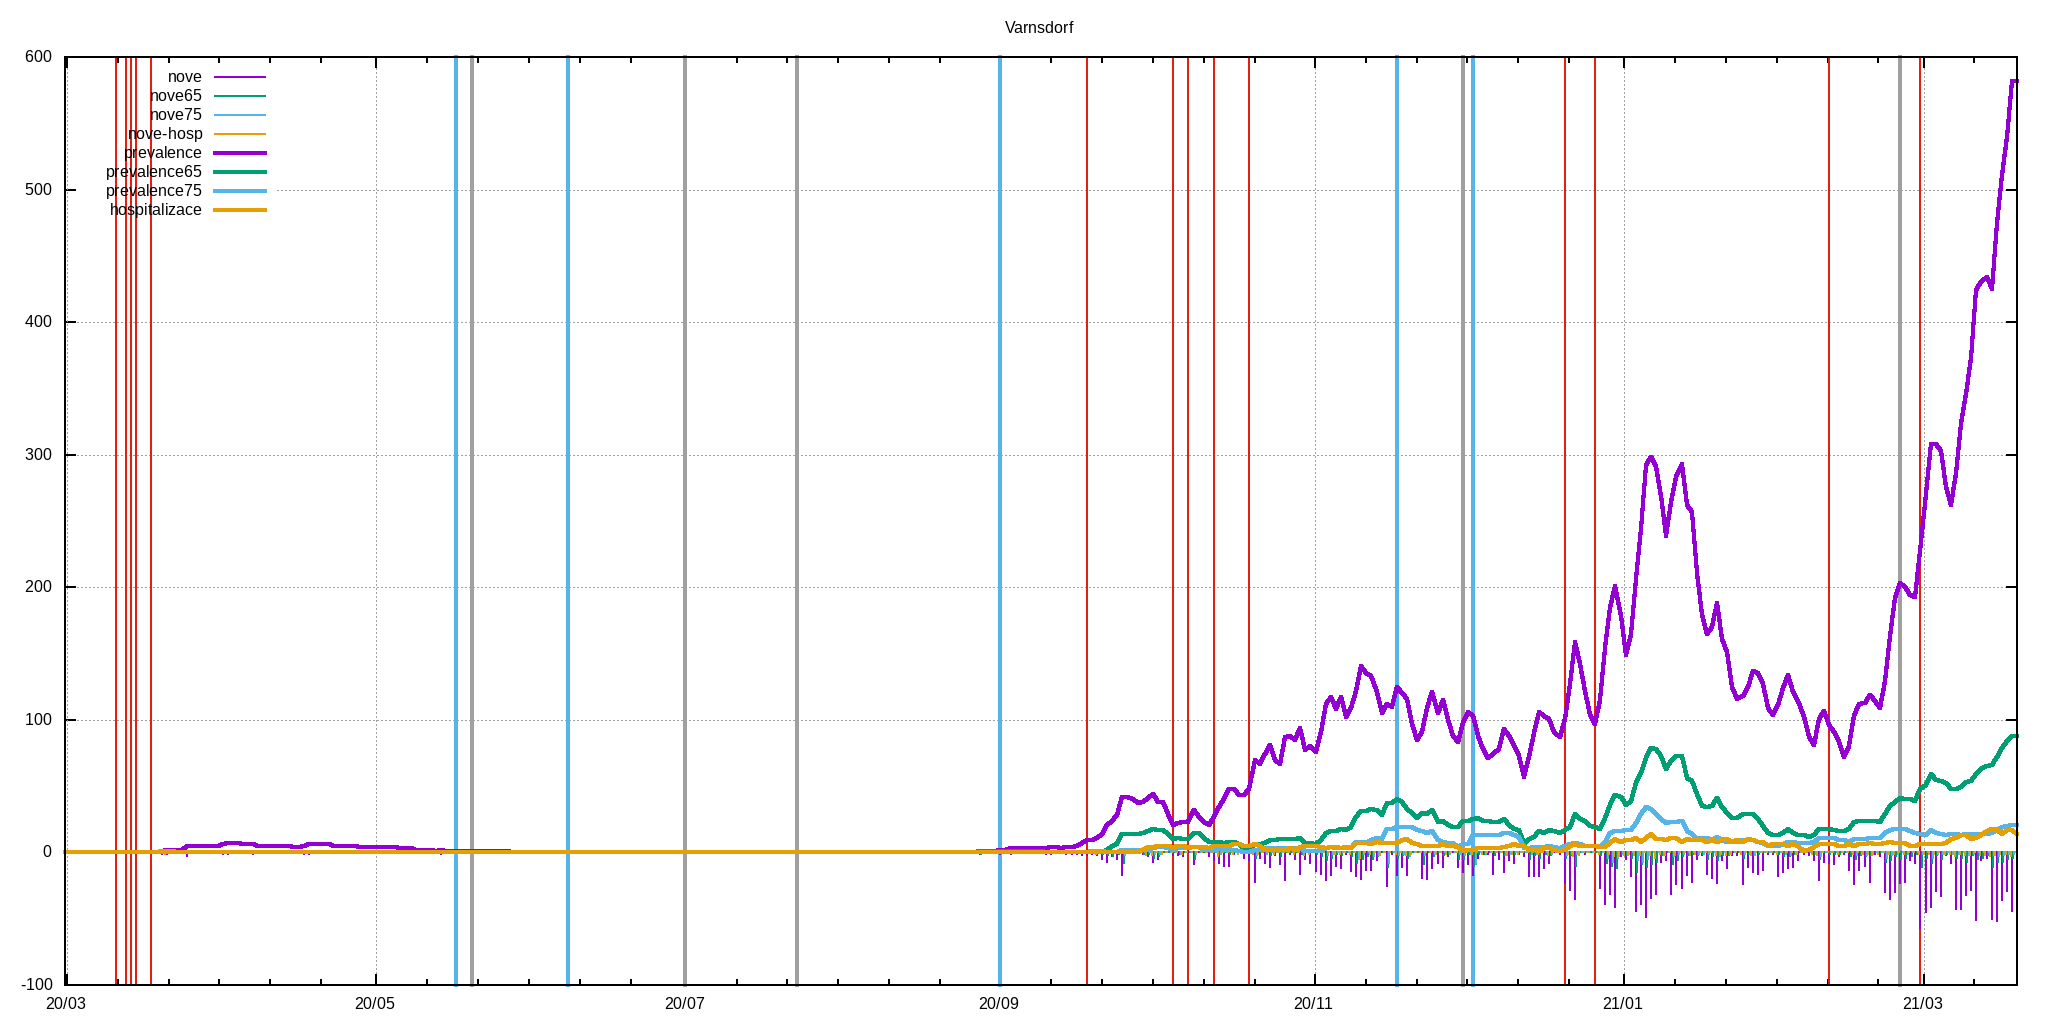 Varnsdorf
600
500
400
300
200
100
0
-100
nove
nove65
nove75
nove-hosp
prevalence
prevalence65
prevalence75
hospitalizace
20/03 20/05 20/07 20/09 20/11 21/01 21/03